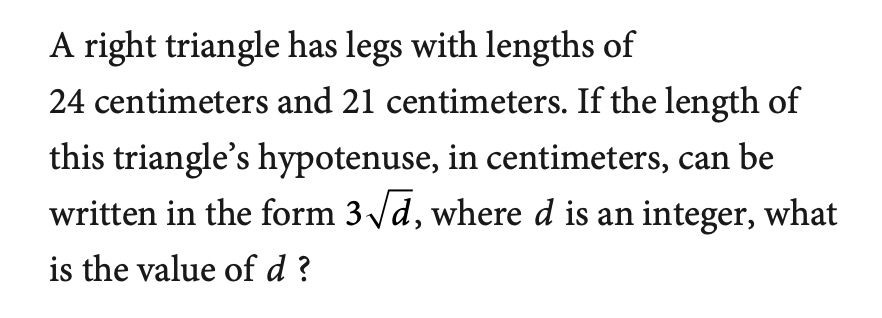 A right triangle has legs with lengths of
24 centimeters and 21 centimeters. If the length of
this triangle’s hypotenuse, in centimeters, can be
written in the form 3√d, where d is an integer, what
is the value of d ?